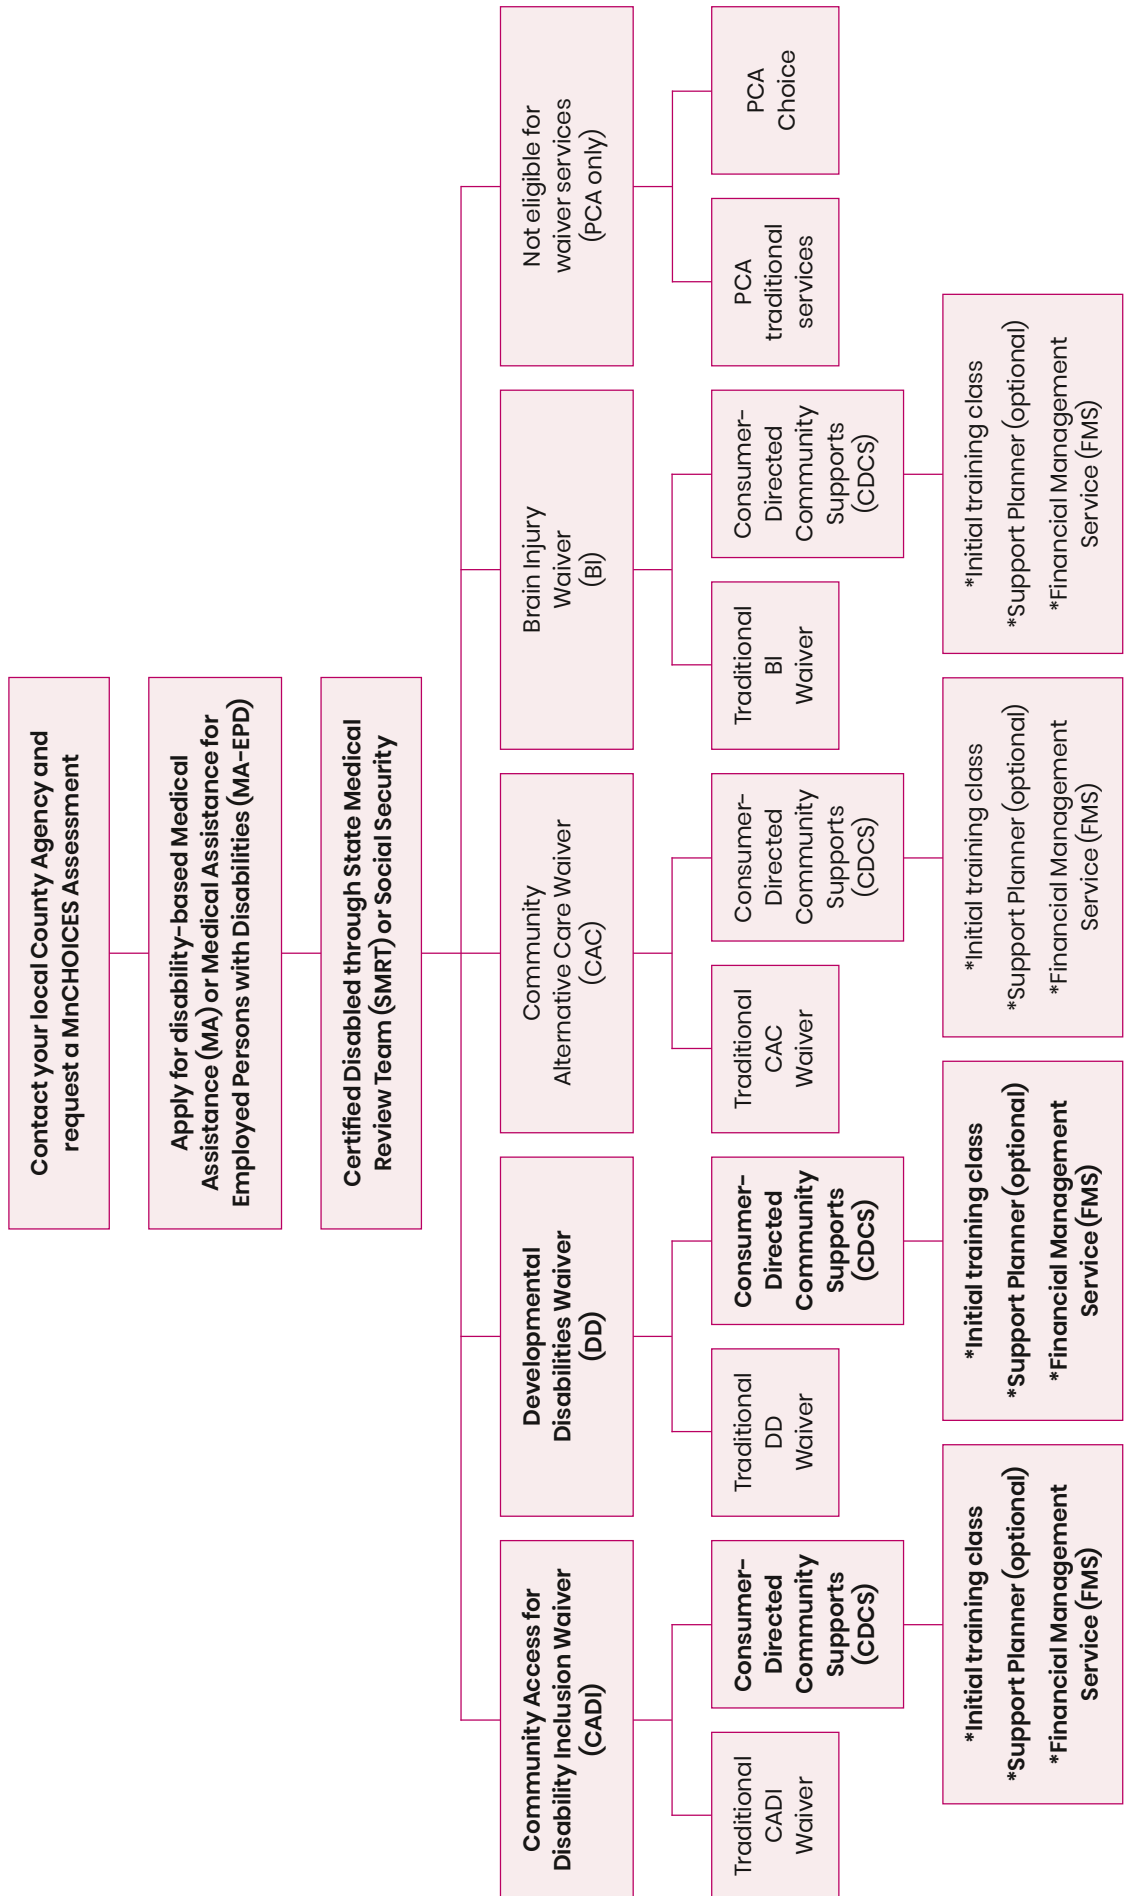 Contact your local County Agency and
request a MnCHOICES Assessment
Apply for disability-based Medical
Assistance (MA) or Medical Assistance for
Employed Persons with Disabilities (MA-EPD)
Certified Disabled through State Medical
Review Team (SMRT) or Social Security
Community Access for
Disability Inclusion Waiver
(CADI)
Developmental
Disabilities Waiver
(DD)
Community
Alternative Care Waiver
(CAC)
Brain Injury
Waiver
(BI)
Not eligible for
waiver services
(PCA only)
Traditional
CADI
Waiver
Consumer-
Directed
Community
Supports
(CDCS)
Traditional
DD
Waiver
Consumer-
Directed
Community
Supports
(CDCS)
Traditional
CAC
Waiver
Consumer-
Directed
Community
Supports
(CDCS)
Traditional
BI
Waiver
Consumer-
Directed
Community
Supports
(CDCS)
PCA
traditional
services
PCA
Choice
*Initial training class
*Support Planner (optional)
*Financial Management
Service (FMS)
*Initial training class
*Support Planner (optional)
*Financial Management
Service (FMS)
*Initial training class
*Support Planner (optional)
*Financial Management
Service (FMS)
*Initial training class
*Support Planner (optional)
*Financial Management
Service (FMS)